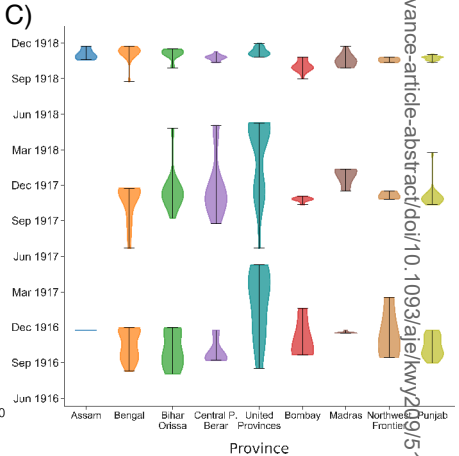 C)
Dec 1918
Sep 1918
Jun 1918
Mar 1918
Dec 1917
Sep 1917
Jun 1917
Mar 1917
Dec 1916
Sep 1916
Jun 1916
0
Assam Bengal Bihar Orissa Central P. Berar United Provinces Bombay Madras Northwest Frontier Punjab
Province
vance-article-abstract/doi/10.1093/aje/kwy209/51